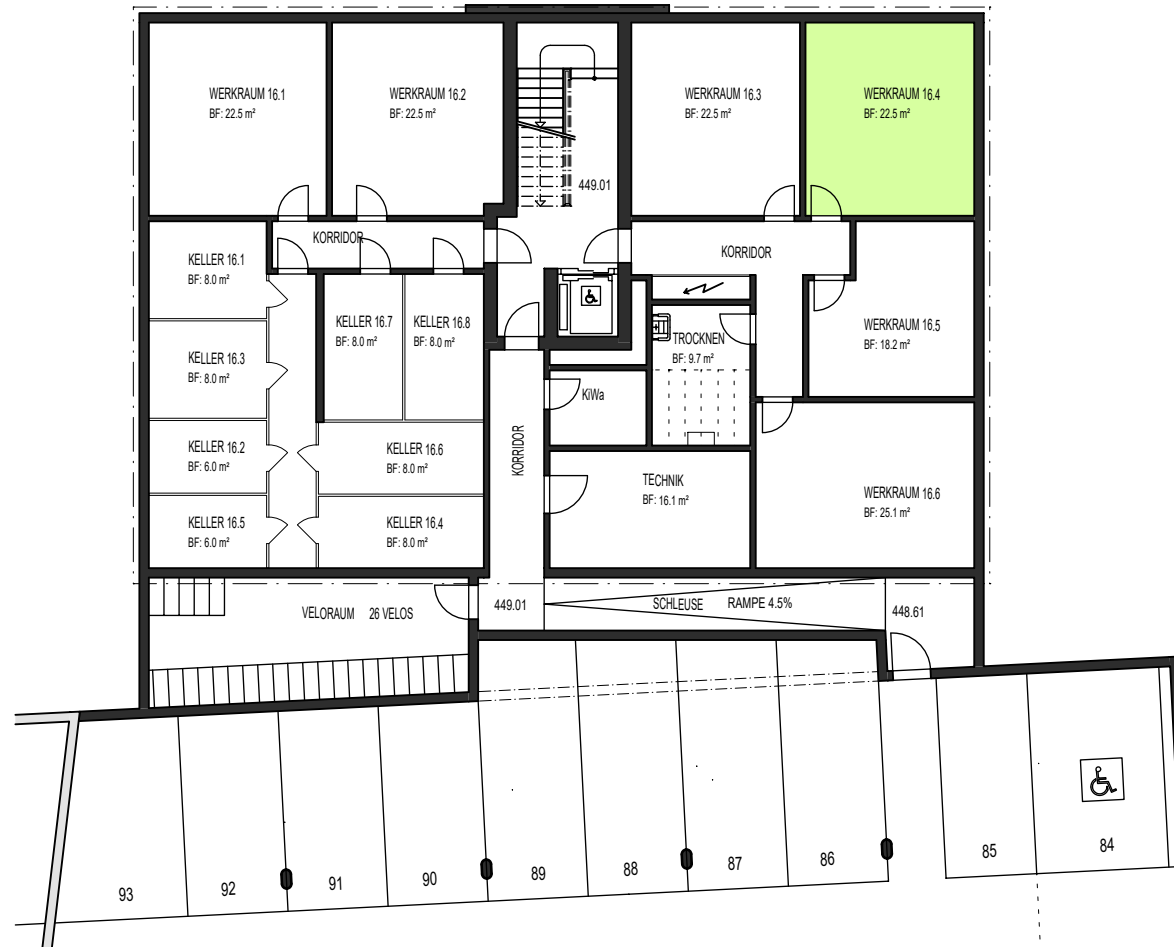 WERKRAUM 16.1
BF: 22.5 m²
WERKRAUM 16.2
BF: 22.5 m²
WERKRAUM 16.3
BF: 22.5 m²
WERKRAUM 16.4
BF: 22.5 m²
449.01
KORRIDOR
KORRIDOR
KELLER 16.1
BF: 8.0 m²
KELLER 16.7
BF: 8.0 m²
KELLER 16.8
BF: 8.0 m²
TROCKNEN
BF: 9.7 m²
WERKRAUM 16.5
BF: 18.2 m²
KELLER 16.3
BF: 8.0 m²
KiWa
KELLER 16.2
BF: 6.0 m²
KELLER 16.6
BF: 8.0 m²
KORRIDOR
TECHNIK
BF: 16.1 m²
WERKRAUM 16.6
BF: 25.1 m²
KELLER 16.5
BF: 6.0 m²
KELLER 16.4
BF: 8.0 m²
VELORAUM 26 VELOS
449.01
SCHLEUSE RAMPE 4.5%
448.61
93
92
91
90
89
88
87
86
85
84